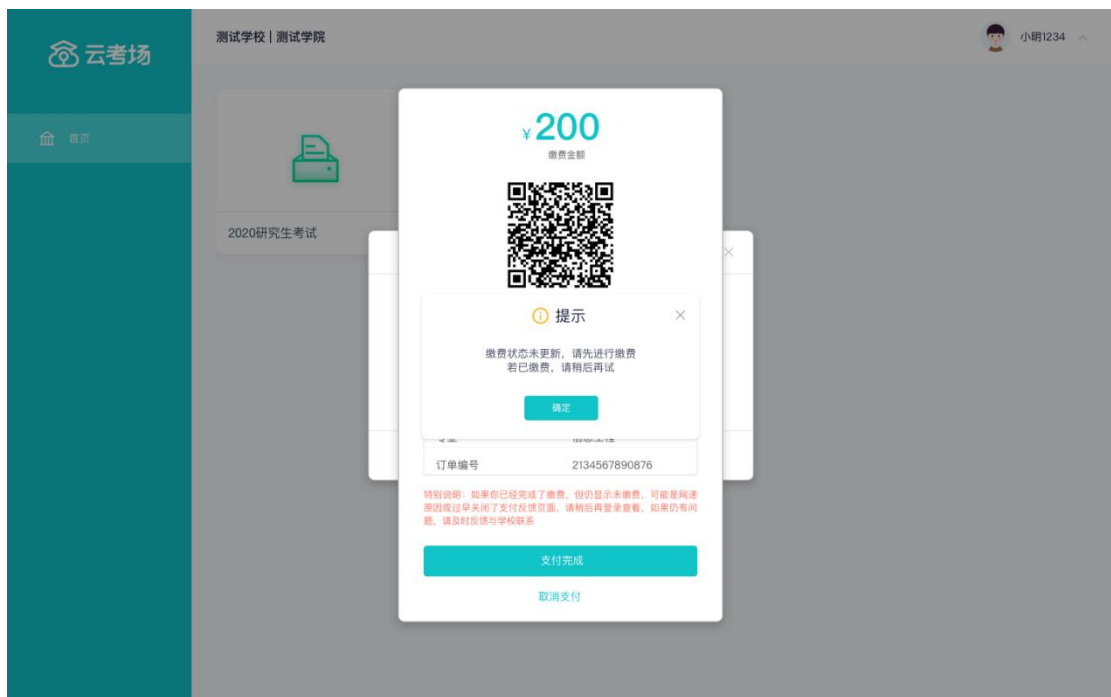 云考场
测试学校 | 测试学院
小明1234
首页
2020研究生考试
¥200
缴费金额
提示
缴费状态未更新，请先进行缴费
若已缴费，请稍后再试
确定
专业 信息工程
订单编号 2134567890876
特别说明：如果你已经完成了缴费，但仍显示未缴费，可能是网速
原因或过早关闭了支付反馈页面，请稍后再登录查看，如果仍有问
题，请及时反馈与学校联系
支付完成
取消支付